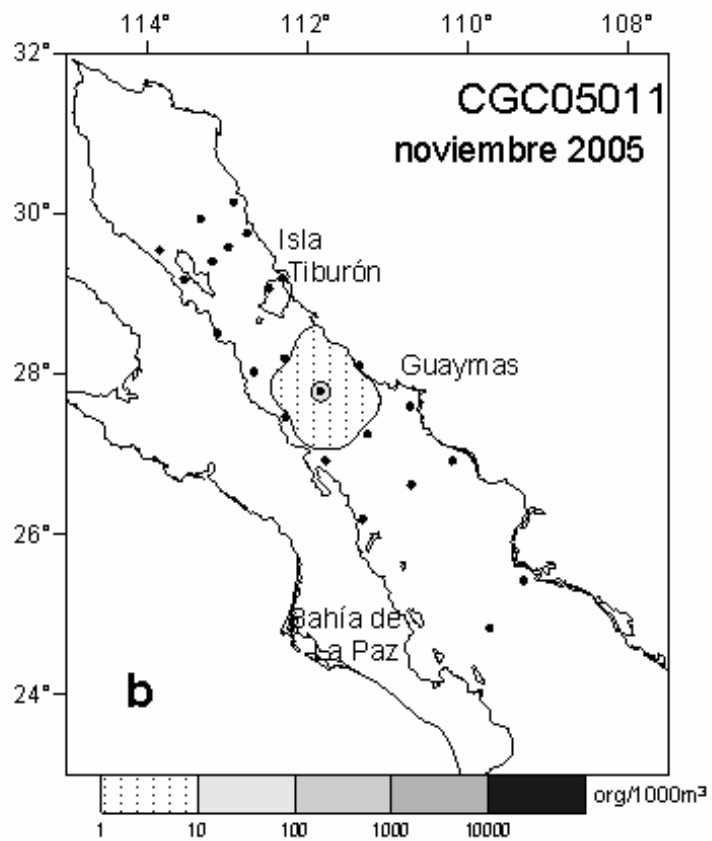 114° 112° 110° 108°
32°
CGC05011
noviembre 2005
30°
Isla
Tiburón
28°
Guaymas
26°
Bahía de
La Paz
24°
b
org/1000m³
1 10 100 1000 10000